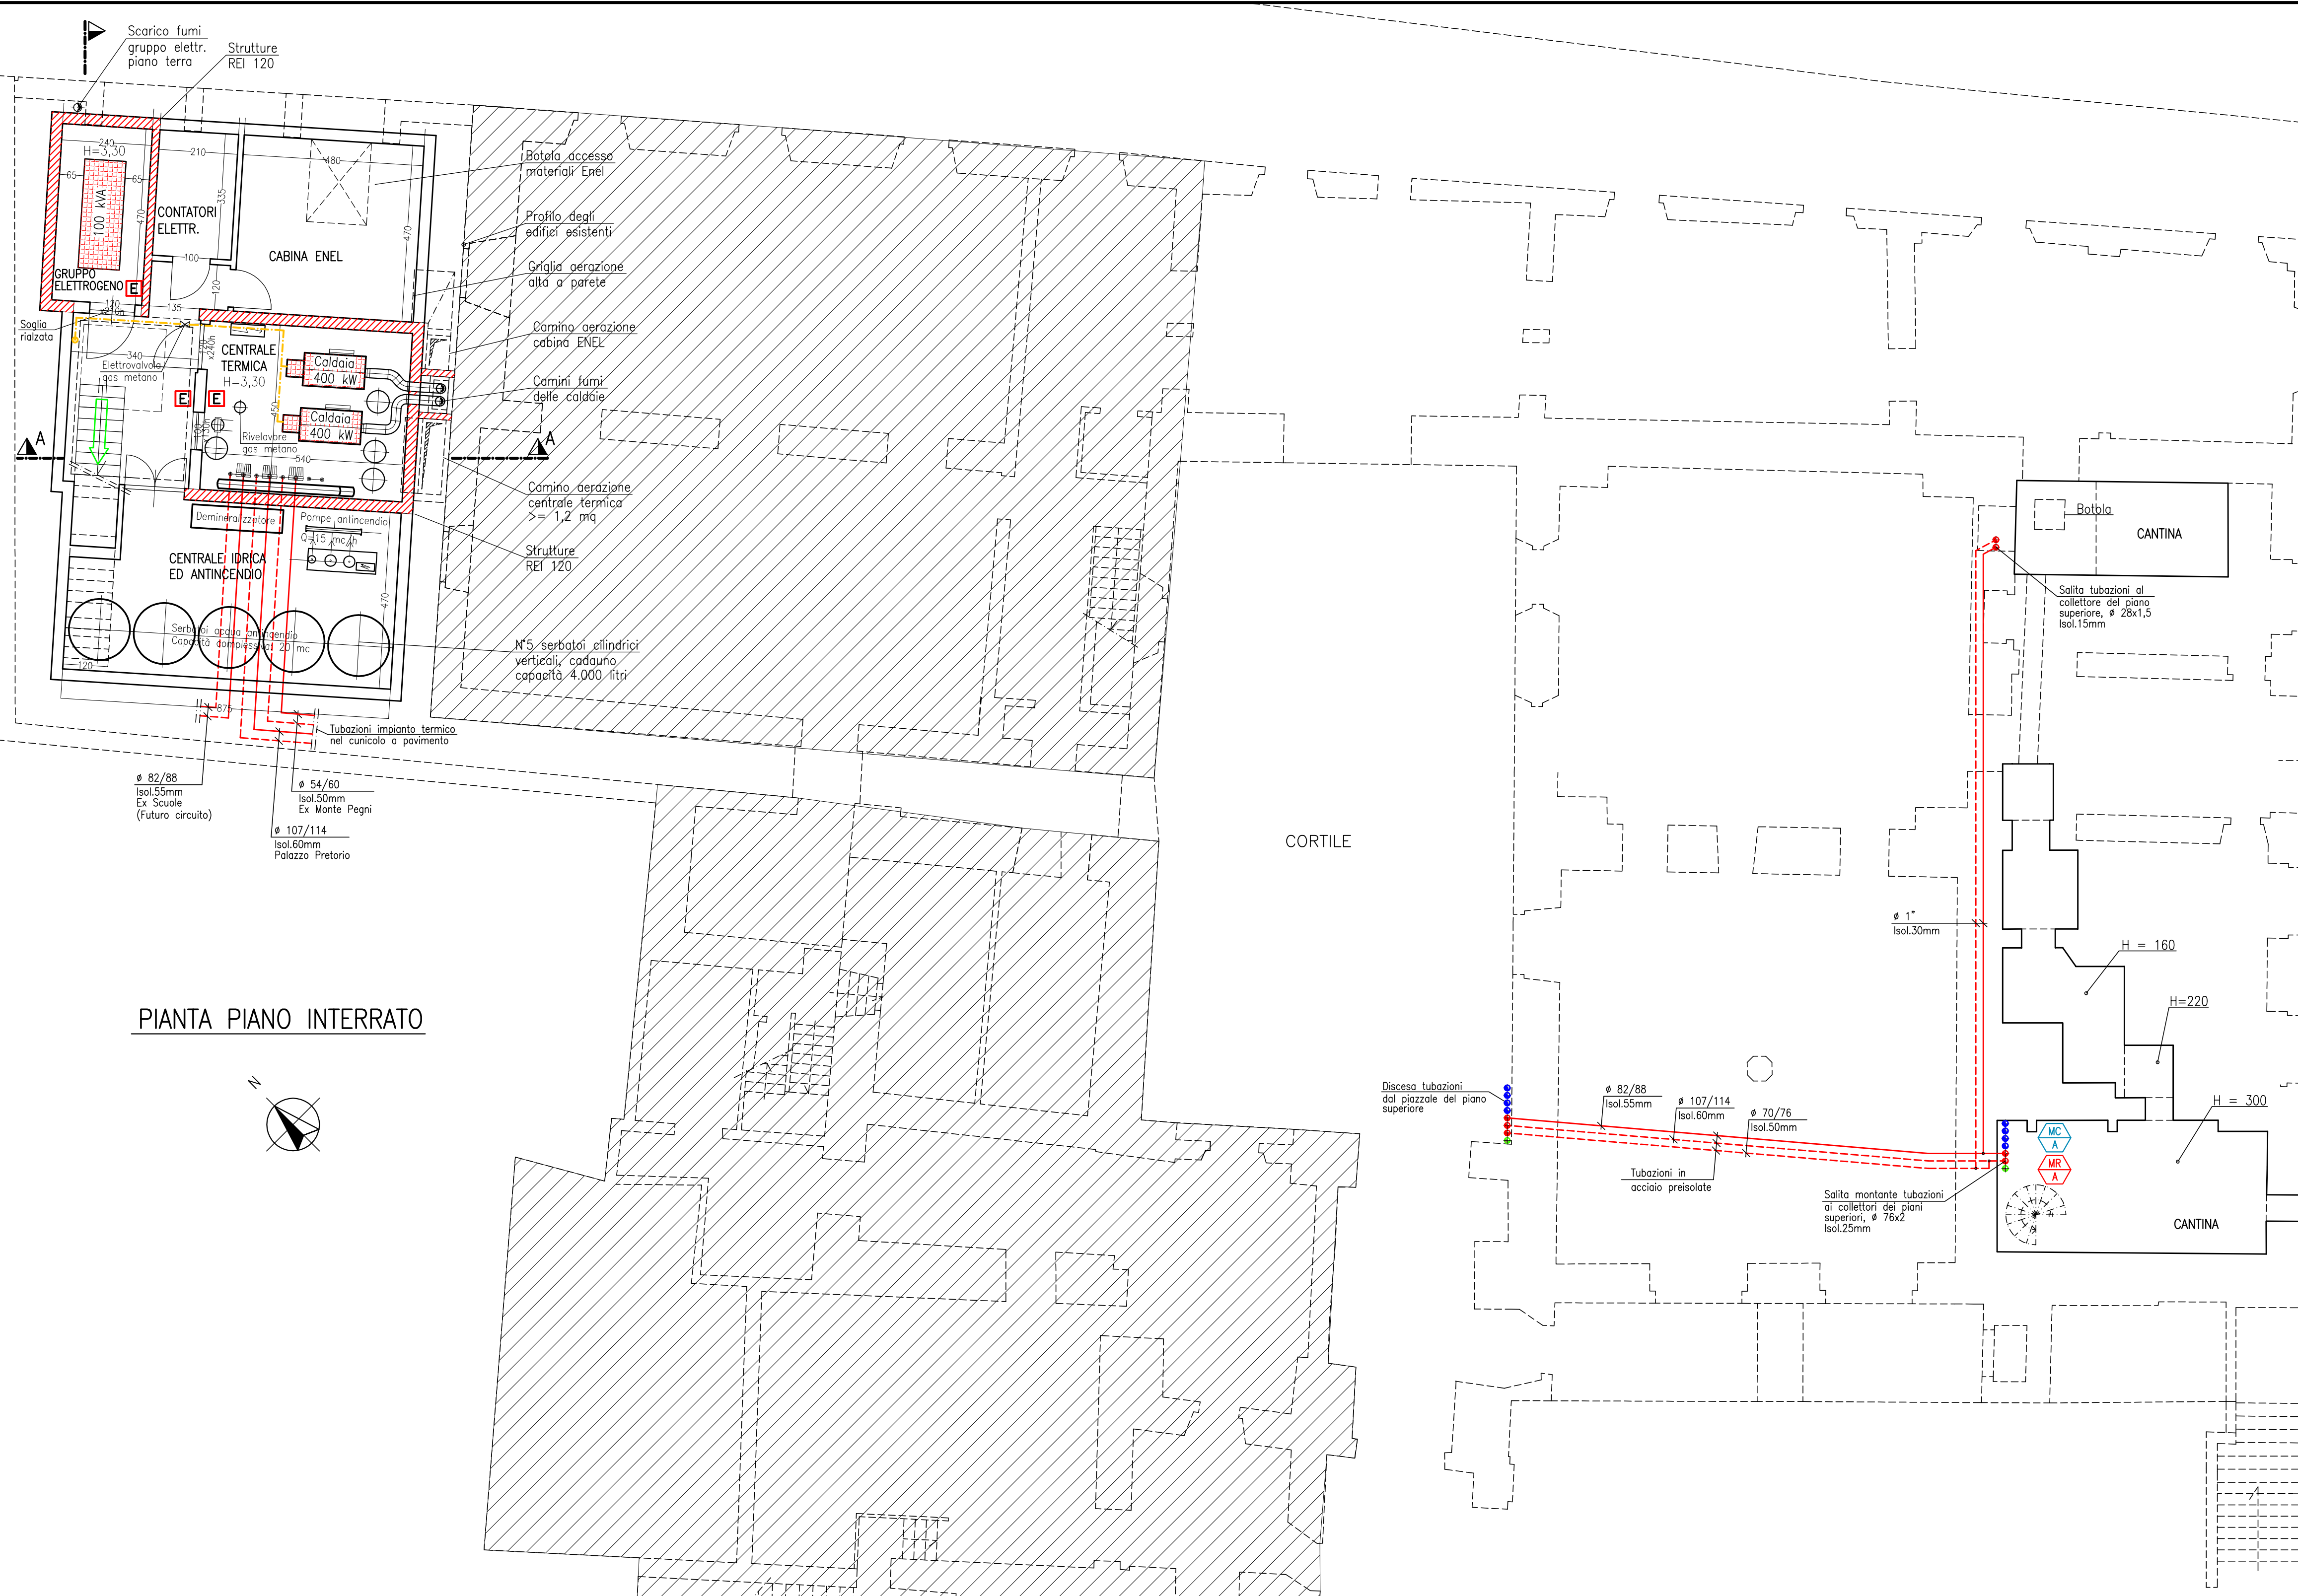 Scarico fumi
gruppo elettr.
piano terra
Strutture
REI 120
240
H=3,30
210
480
65
65
100 kVA
470
335
CONTATORI
ELETTR.
100
120
CABINA ENEL
470
GRUPPO
ELETTROGENO
E
120
x210h
135
Soglia
rialzata
340
Elettrovalvola
gas metano
120
x240h
CENTRALE
TERMICA
H=3,30
Caldaia
400 kW
Caldaia
400 kW
450
E
E
Rivelavore
gas metano
540
A
A
Demineralizzatore
Pompe antincendio
Q=15 mc/h
CENTRALE IDRICA
ED ANTINCENDIO
470
Serbatoi acqua antincendio
Capacità complessiva: 20 mc
120
875
Botola accesso
materiali Enel
Profilo degli
edifici esistenti
Griglia aerazione
alta a parete
Camino aerazione
cabina ENEL
Camini fumi
delle caldaie
Camino aerazione
centrale termica
>= 1,2 mq
Strutture
REI 120
N°5 serbatoi cilindrici
verticali, cadauno
capacità 4.000 litri
Tubazioni impianto termico
nel cunicolo a pavimento
ø 82/88
Isol.55mm
Ex Scuole
(Futuro circuito)
ø 54/60
Isol.50mm
Ex Monte Pegni
ø 107/114
Isol.60mm
Palazzo Pretorio
PIANTA PIANO INTERRATO
N
CORTILE
Botola
CANTINA
Salita tubazioni al
collettore del piano
superiore, ø 28x1,5
Isol.15mm
ø 1"
Isol.30mm
H = 160
H=220
H = 300
Discesa tubazioni
dal piazzale del piano
superiore
ø 82/88
Isol.55mm
ø 107/114
Isol.60mm
ø 70/76
Isol.50mm
Tubazioni in
acciaio preisolate
MC
A
MR
A
Salita montante tubazioni
ai collettori dei piani
superiori, ø 76x2
Isol.25mm
CANTINA